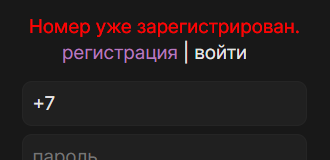 Номер уже зарегистрирован.
регистрация | войти
+7
пароль